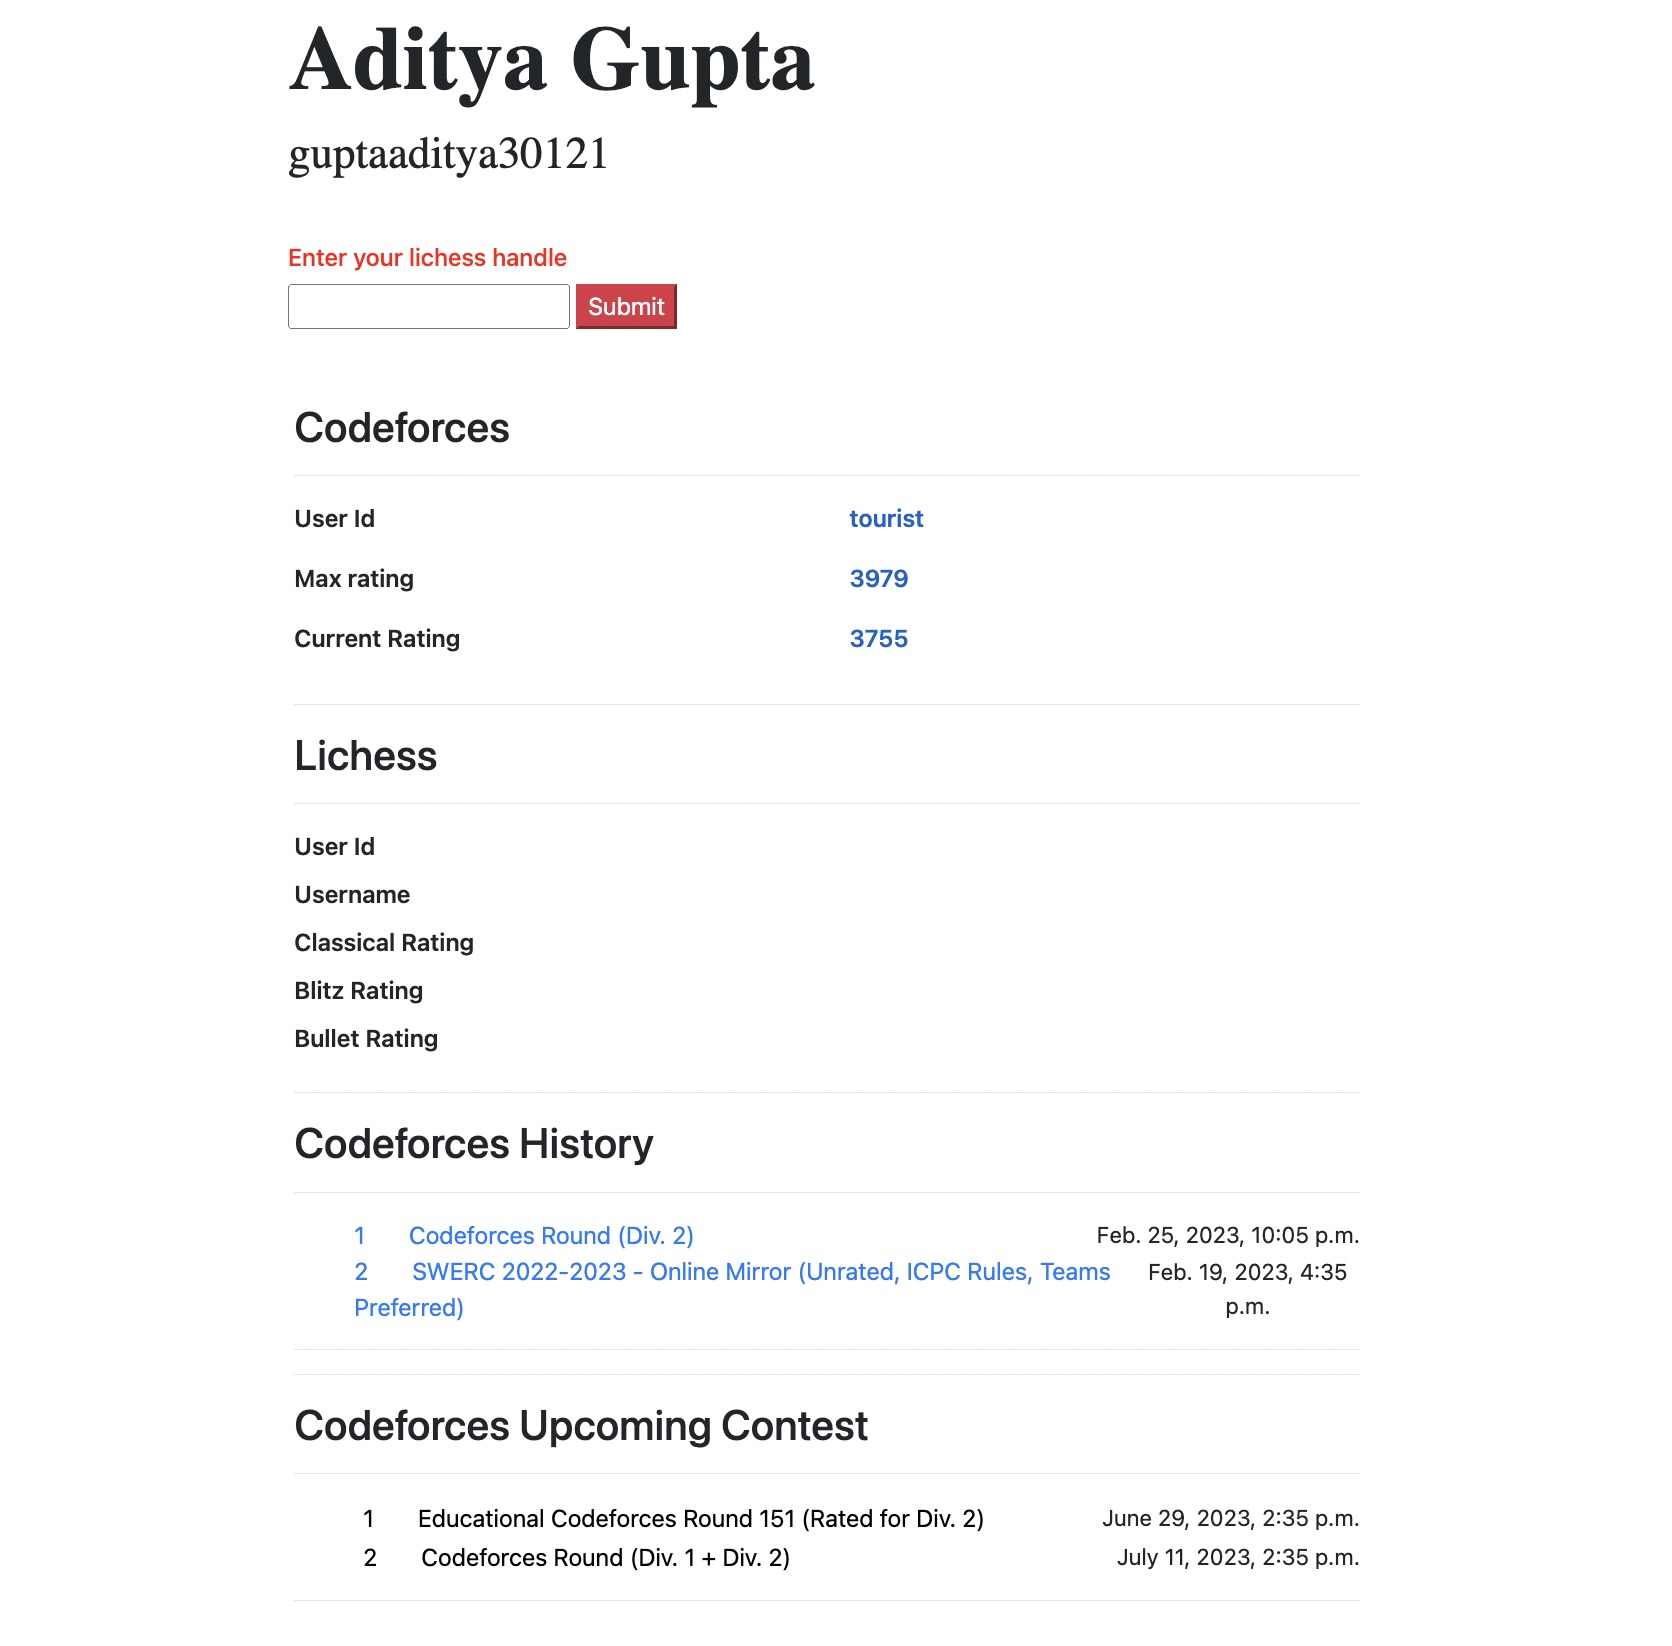 Aditya Gupta
guptaaditya30121
Enter your lichess handle
Submit
Codeforces
User Id tourist
Max rating 3979
Current Rating 3755
Lichess
User Id
Username
Classical Rating
Blitz Rating
Bullet Rating
Codeforces History
1 Codeforces Round (Div. 2) Feb. 25, 2023, 10:05 p.m.
2 SWERC 2022-2023 - Online Mirror (Unrated, ICPC Rules, Teams Feb. 19, 2023, 4:35
Preferred) p.m.
Codeforces Upcoming Contest
1 Educational Codeforces Round 151 (Rated for Div. 2) June 29, 2023, 2:35 p.m.
2 Codeforces Round (Div. 1 + Div. 2) July 11, 2023, 2:35 p.m.